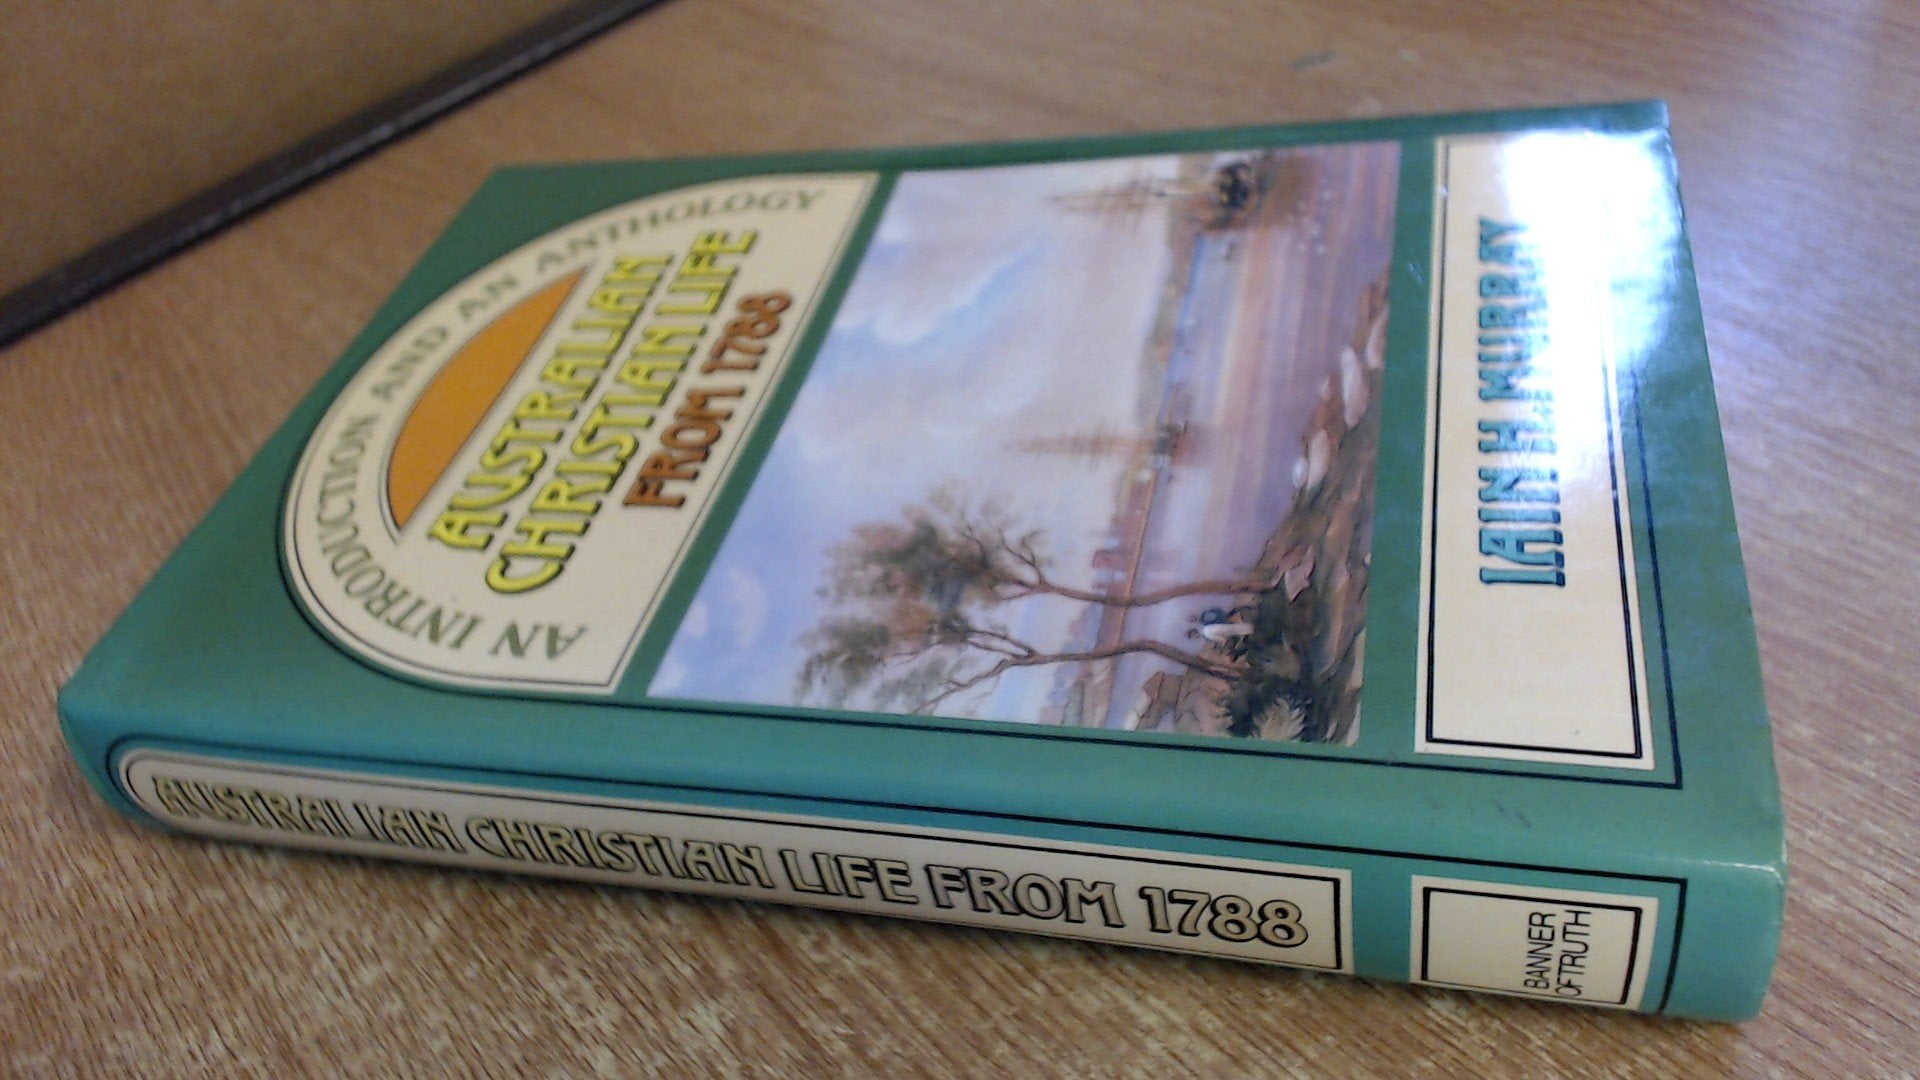 AN INTRODUCTION AND AN ANTHOLOGY
AUSTRALIAN
CHRISTIAN LIFE
FROM 1788
IAIN H MURRAY
AUSTRALIAN CHRISTIAN LIFE FROM 1788
BANNER
OF TRUTH